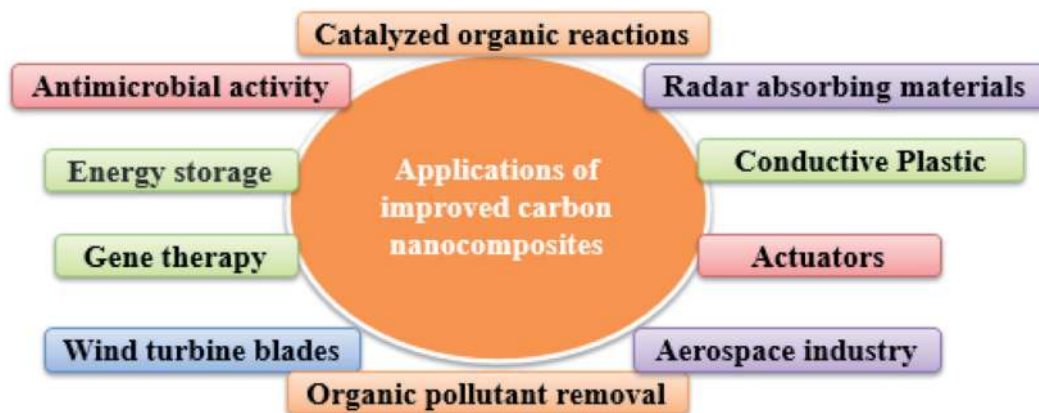 Catalyzed organic reactions
Antimicrobial activity
Radar absorbing materials
Energy storage
Conductive Plastic
Applications of
improved carbon
nanocomposites
Gene therapy
Actuators
Wind turbine blades
Aerospace industry
Organic pollutant removal